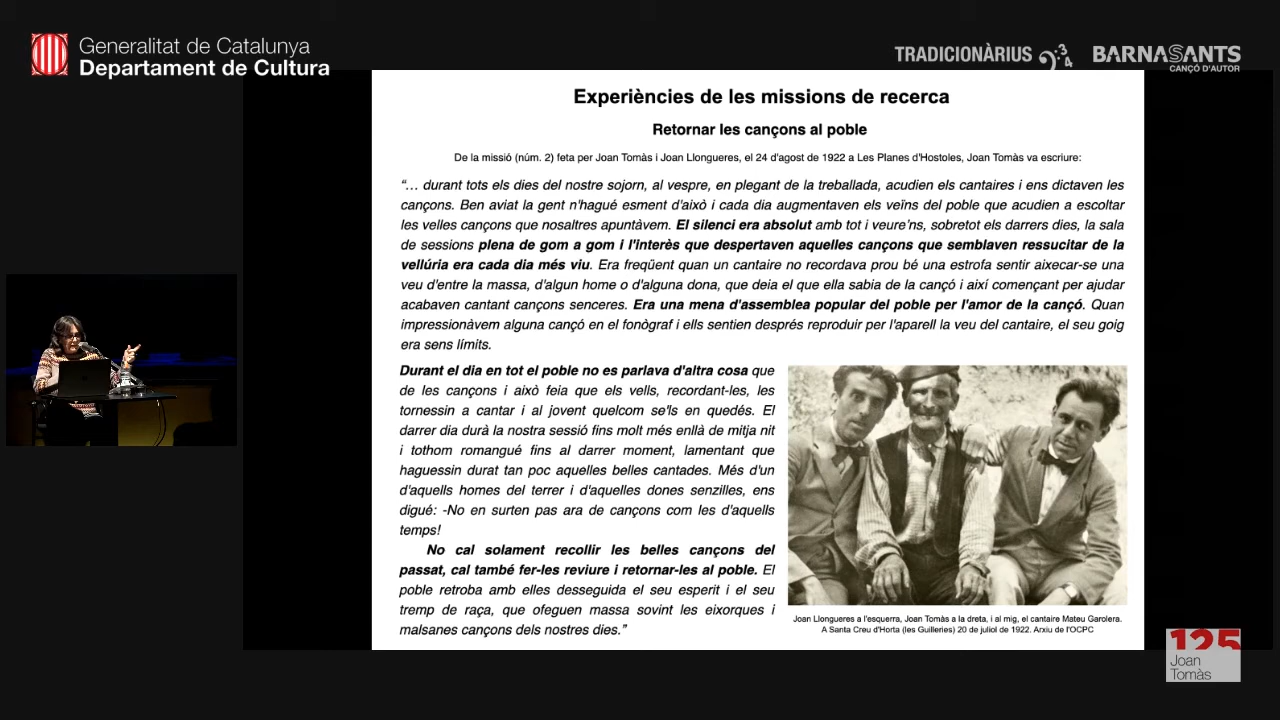 Generalitat de Catalunya
Departament de Cultura
TRADICIONÀRIUS
BARNASANTS
CANÇÓ D'AUTOR
Experiències de les missions de recerca
Retornar les cançons al poble
De la missió (núm. 2) feta per Joan Tomàs i Joan Llongueres, el 24 d'agost de 1922 a Les Planes d'Hostoles, Joan Tomàs va escriure:
“… durant tots els dies del nostre sojorn, al vespre, en plegant de la treballada, acudien els cantaires i ens dictaven les
cançons. Ben aviat la gent n'hagué esment d'això i cada dia augmentaven els veïns del poble que acudien a escoltar
les velles cançons que nosaltres apuntàvem. El silenci era absolut amb tot i veure'ns, sobretot els darrers dies, la sala
de sessions plena de gom a gom i l'interès que despertaven aquelles cançons que semblaven ressucitar de la
vellúria era cada dia més viu. Era freqüent quan un cantaire no recordava prou bé una estrofa sentir aixecar-se una
veu d'entre la massa, d'algun home o d'alguna dona, que deia el que ella sabia de la cançó i així començant per ajudar
acabaven cantant cançons senceres. Era una mena d'assemblea popular del poble per l'amor de la cançó. Quan
impressionàvem alguna cançó en el fonògraf i ells sentien després reproduir per l'aparell la veu del cantaire, el seu goig
era sens límits.
Durant el dia en tot el poble no es parlava d'altra cosa que
de les cançons i això feia que els vells, recordant-les, les
tornessin a cantar i al jovent quelcom se'ls en quedés. El
darrer dia durà la nostra sessió fins molt més enllà de mitja nit
i tothom romangué fins al darrer moment, lamentant que
haguessin durat tan poc aquelles belles cantades. Més d'un
d'aquells homes del terrer i d'aquelles dones senzilles, ens
digué: -No en surten pas ara de cançons com les d'aquells
temps!
No cal solament recollir les belles cançons del
passat, cal també fer-les reviure i retornar-les al poble. El
poble retroba amb elles desseguida el seu esperit i el seu
tremp de raça, que ofeguen massa sovint les eixorques i
malsanes cançons dels nostres dies.”
Joan Llongueres a l'esquerra, Joan Tomàs a la dreta, i al mig, el cantaire Mateu Garolera.
A Santa Creu d'Horta (les Guilleries) 20 de juliol de 1922. Arxiu de l'OCPC
125
Joan
Tomàs